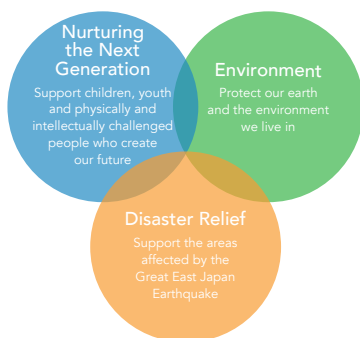 Nurturing
the Next
Generation
Support children, youth
and physically and
intellectually challenged
people who create
our future
Environment
Protect our earth
and the environment
we live in
Disaster Relief
Support the areas
affected by the
Great East Japan
Earthquake